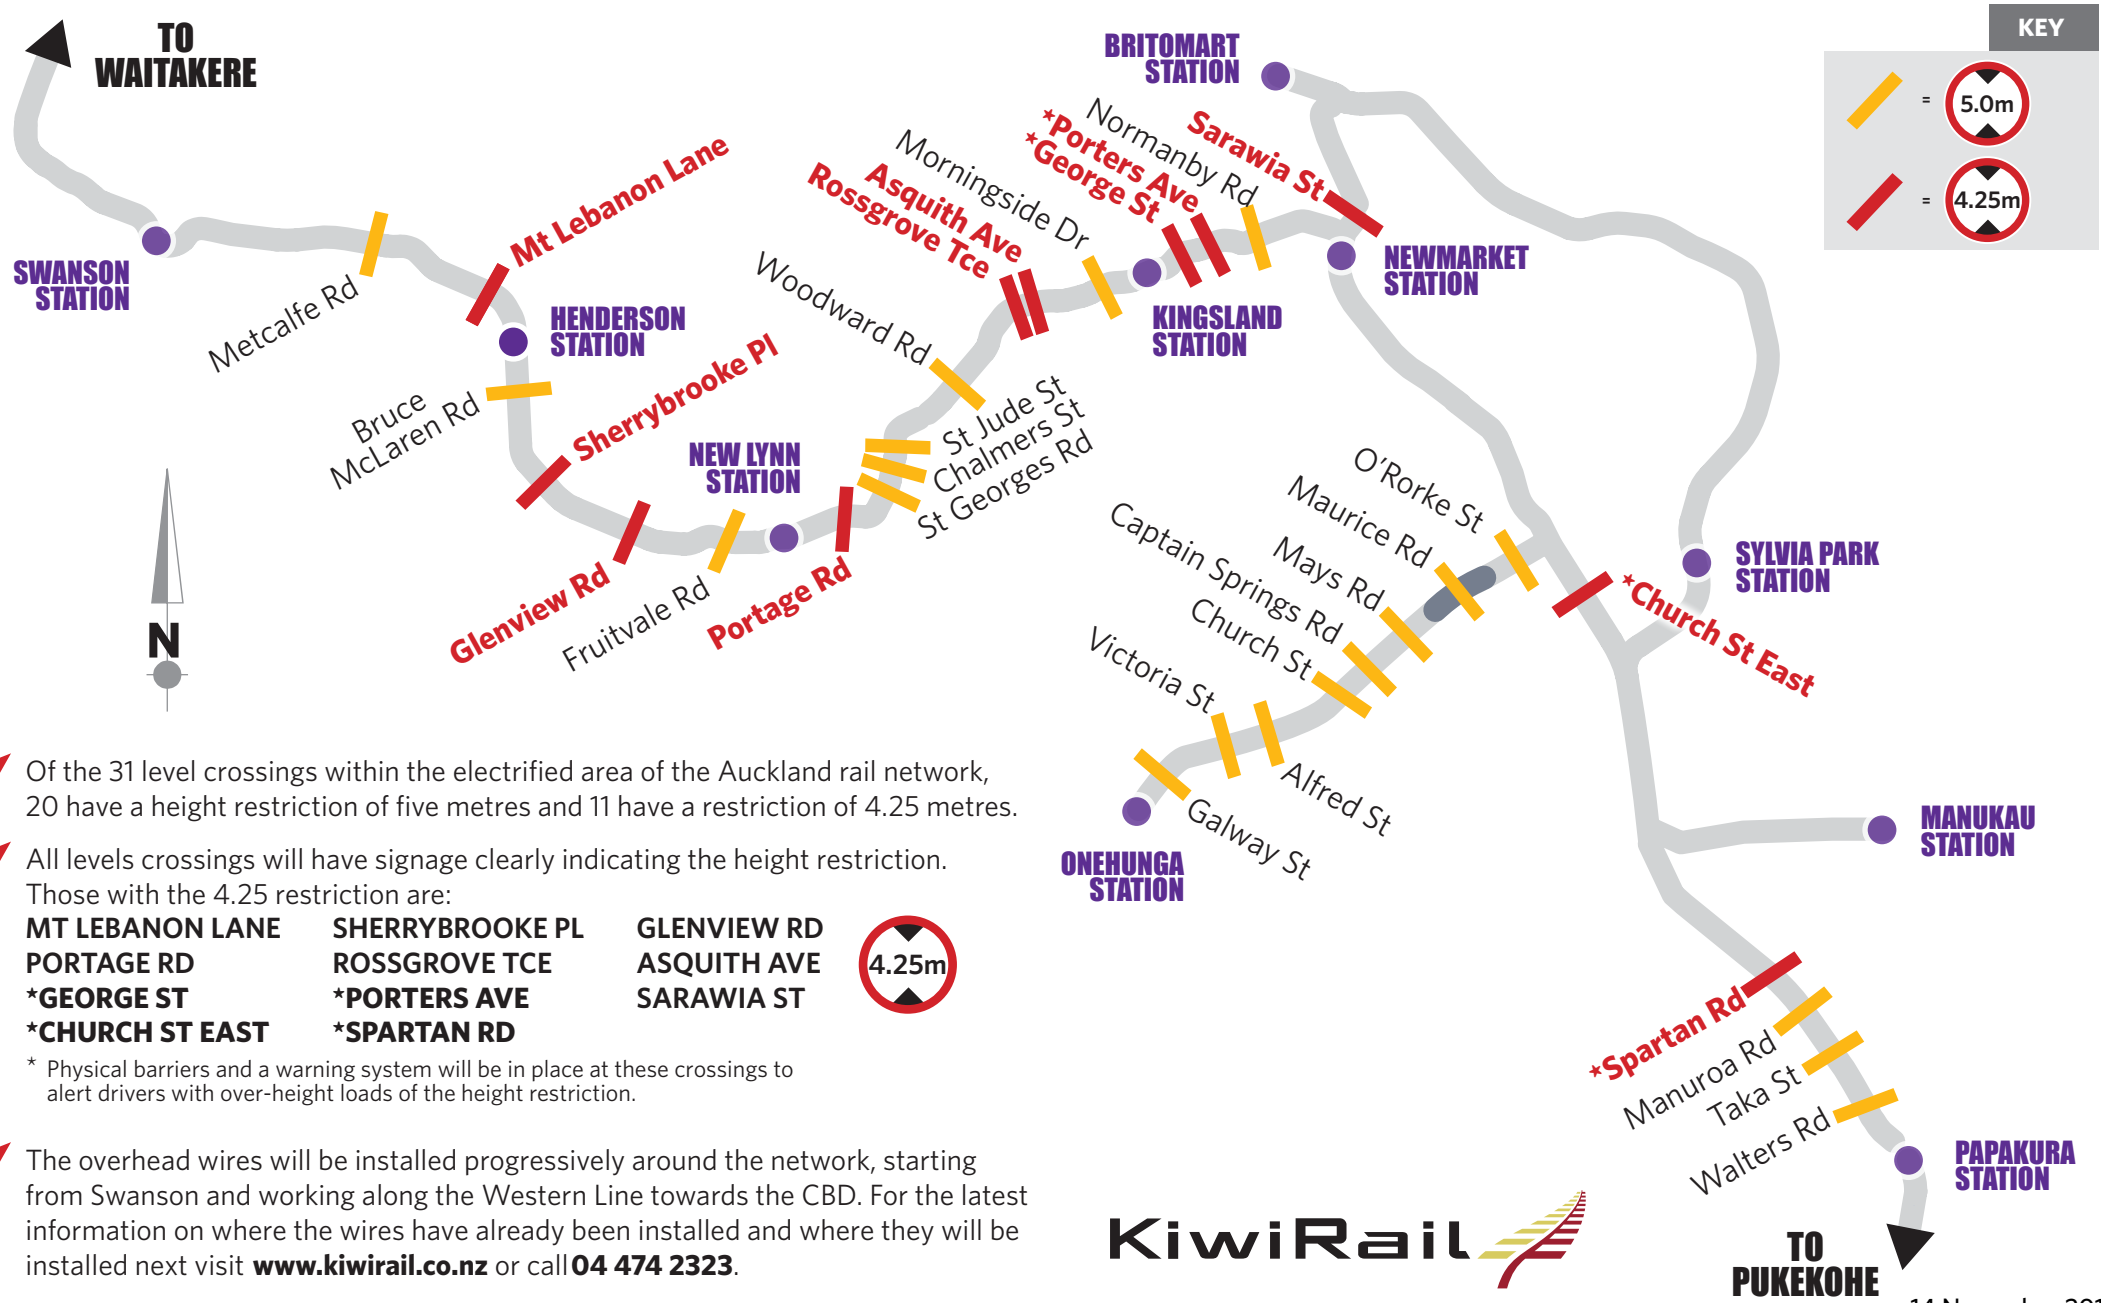 TO
WAITAKERE
BRITOMART
STATION
KEY
= 5.0m
= 4.25m
SWANSON
STATION
Metcalfe Rd
Mt Lebanon Lane
HENDERSON
STATION
Bruce
McLaren Rd
Sherrybrooke Pl
Glenview Rd
Fruitvale Rd
NEW LYNN
STATION
Portage Rd
St Jude St
Chalmers St
St Georges Rd
Woodward Rd
Rossgrove Tce
Asquith Ave
Morningside Dr
KINGSLAND
STATION
*George St
*Porters Ave
Normanby Rd
Sarawia St
NEWMARKET
STATION
O'Rorke St
Maurice Rd
Mays Rd
Captain Springs Rd
Church St
Victoria St
Alfred St
Galway St
ONEHUNGA
STATION
SYLVIA PARK
STATION
*Church St East
MANUKAU
STATION
*Spartan Rd
Manuroa Rd
Taka St
Walters Rd
PAPAKURA
STATION
TO
PUKEKOHE
N
Of the 31 level crossings within the electrified area of the Auckland rail network,
20 have a height restriction of five metres and 11 have a restriction of 4.25 metres.
All levels crossings will have signage clearly indicating the height restriction.
Those with the 4.25 restriction are:
MT LEBANON LANE SHERRYBROOKE PL GLENVIEW RD
PORTAGE RD ROSSGROVE TCE ASQUITH AVE
*GEORGE ST *PORTERS AVE SARAWIA ST
*CHURCH ST EAST *SPARTAN RD
4.25m
* Physical barriers and a warning system will be in place at these crossings to
alert drivers with over-height loads of the height restriction.
The overhead wires will be installed progressively around the network, starting
from Swanson and working along the Western Line towards the CBD. For the latest
information on where the wires have already been installed and where they will be
installed next visit www.kiwirail.co.nz or call 04 474 2323.
KiwiRail